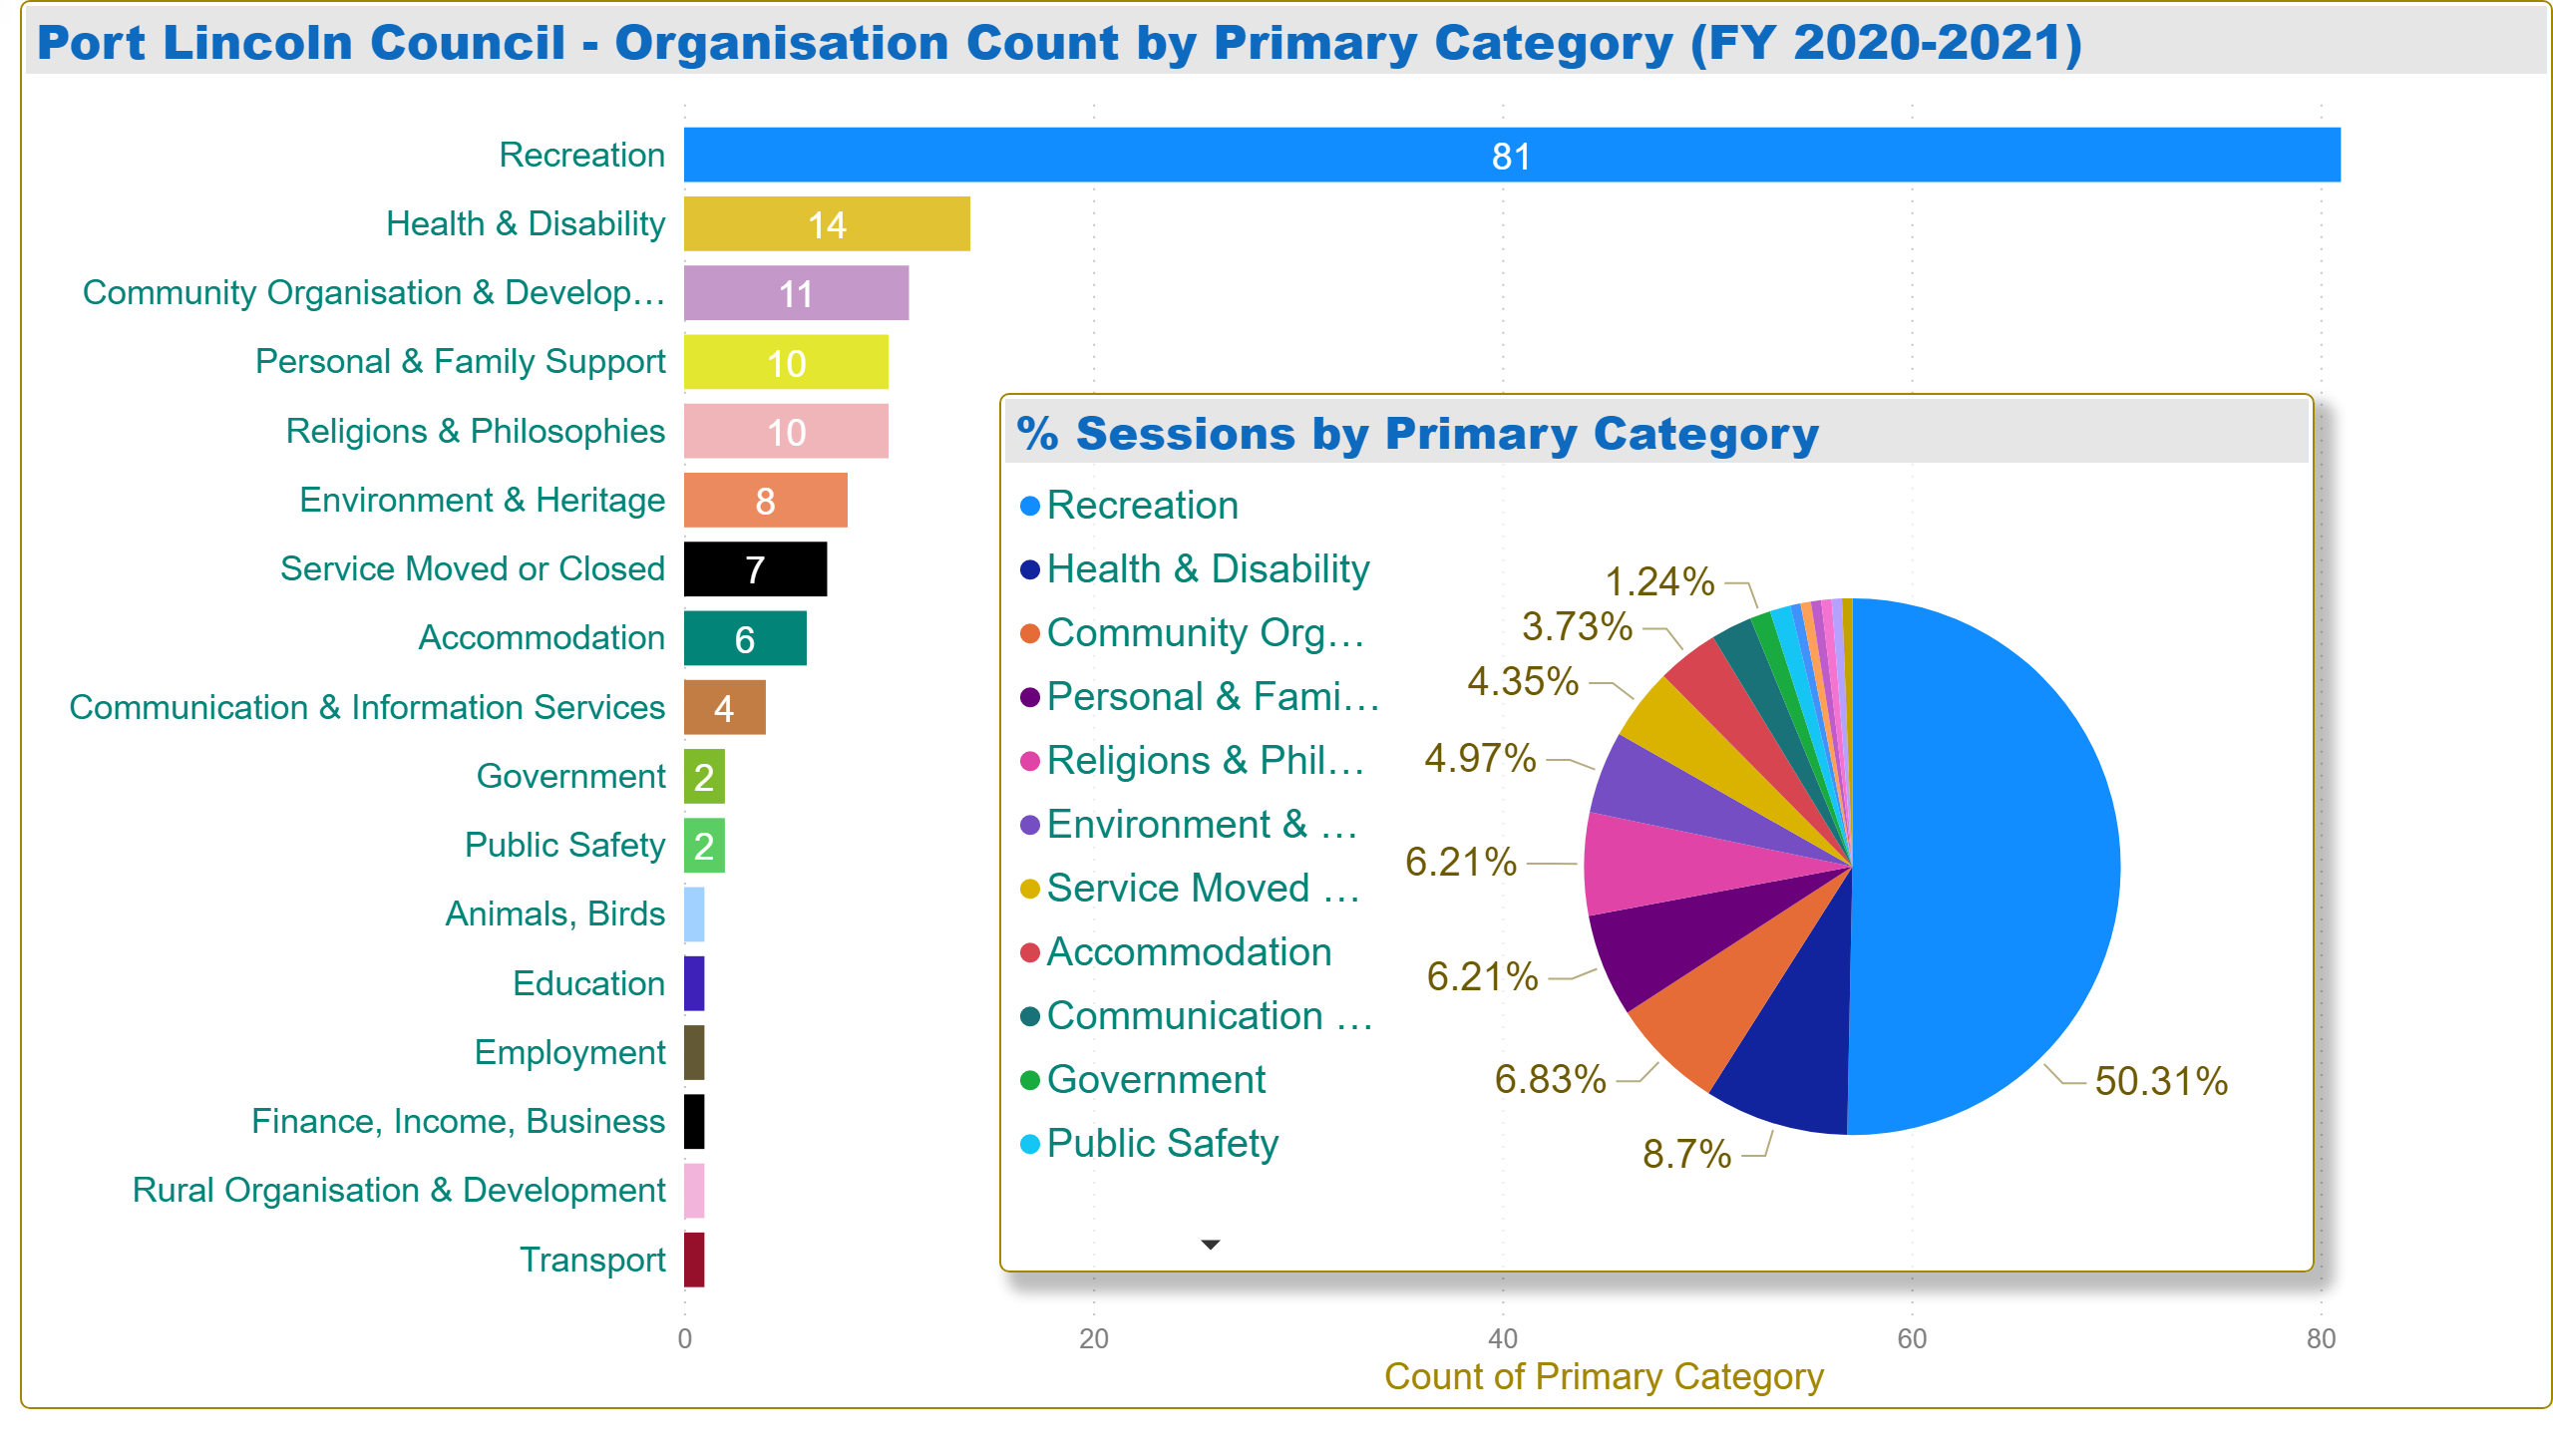 Port Lincoln Council - Organisation Count by Primary Category (FY 2020-2021)
Recreation
81
Health & Disability
14
Community Organisation & Develop…
11
Personal & Family Support
10
Religions & Philosophies
10
Environment & Heritage
8
Service Moved or Closed
7
Accommodation
6
Communication & Information Services
4
Government
2
Public Safety
2
Animals, Birds
Education
Employment
Finance, Income, Business
Rural Organisation & Development
Transport
0
20
40
60
80
Count of Primary Category
% Sessions by Primary Category
Recreation
Health & Disability
Community Org…
Personal & Fami…
Religions & Phil…
Environment & …
Service Moved …
Accommodation
Communication …
Government
Public Safety
1.24%
3.73%
4.35%
4.97%
6.21%
6.21%
6.83%
8.7%
50.31%